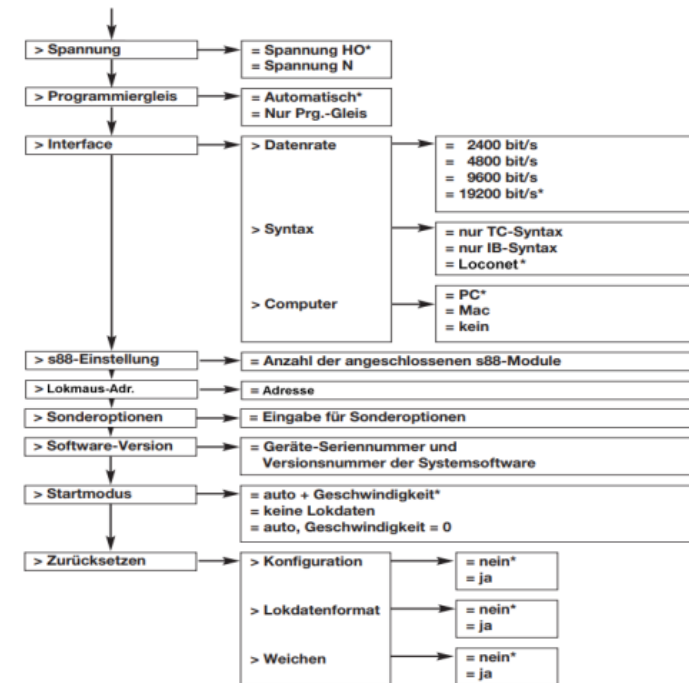 > Spannung
= Spannung HO*
= Spannung N
> Programmiergleis
= Automatisch*
= Nur Prg.-Gleis
> Interface
> Datenrate
= 2400 bit/s
= 4800 bit/s
= 9600 bit/s
= 19200 bit/s*
> Syntax
= nur TC-Syntax
= nur IB-Syntax
= Loconet*
> Computer
= PC*
= Mac
= kein
> s88-Einstellung
= Anzahl der angeschlossenen s88-Module
> Lokmaus-Adr.
= Adresse
> Sonderoptionen
= Eingabe für Sonderoptionen
> Software-Version
= Geräte-Seriennummer und
Versionsnummer der Systemsoftware
> Startmodus
= auto + Geschwindigkeit*
= keine Lokdaten
= auto, Geschwindigkeit = 0
> Zurücksetzen
> Konfiguration
= nein*
= ja
> Lokdatenformat
= nein*
= ja
> Weichen
= nein*
= ja